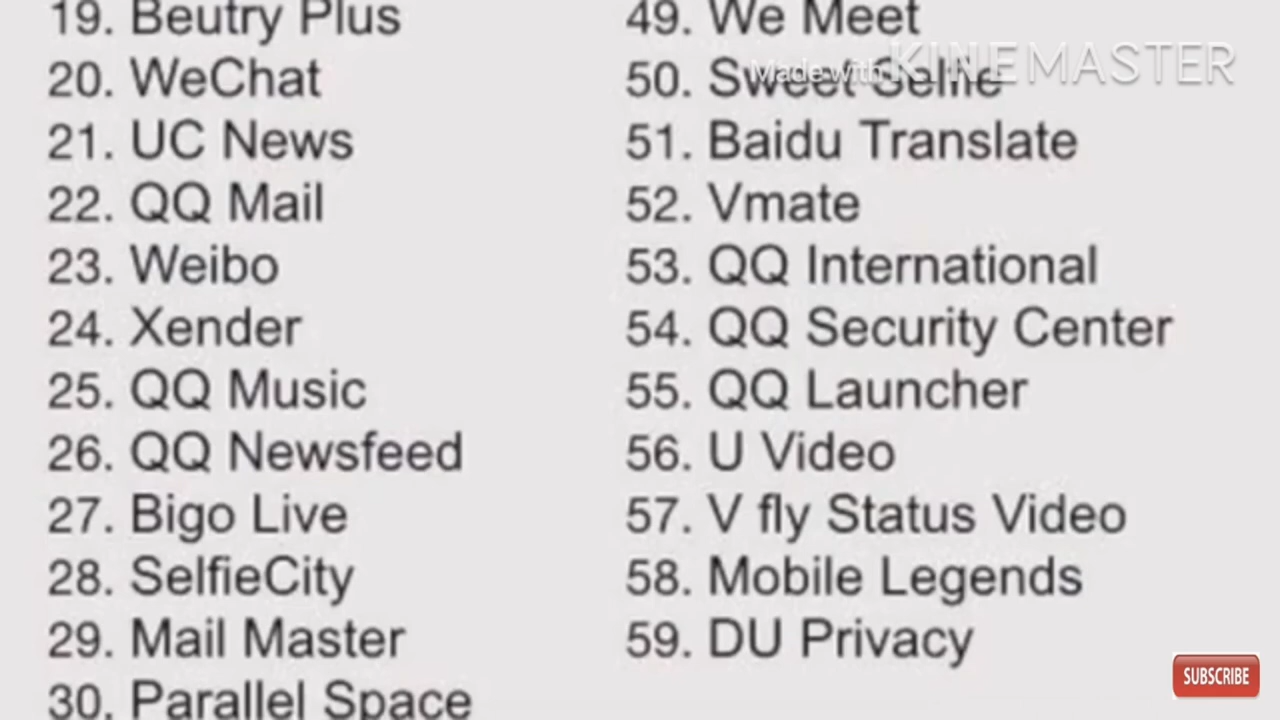 19. Beutry Plus
20. WeChat
21. UC News
22. QQ Mail
23. Weibo
24. Xender
25. QQ Music
26. QQ Newsfeed
27. Bigo Live
28. SelfieCity
29. Mail Master
30. Parallel Space
49. We Meet
50. Sweet Selfie
51. Baidu Translate
52. Vmate
53. QQ International
54. QQ Security Center
55. QQ Launcher
56. U Video
57. V fly Status Video
58. Mobile Legends
59. DU Privacy
Made with KINEMASTER
SUBSCRIBE